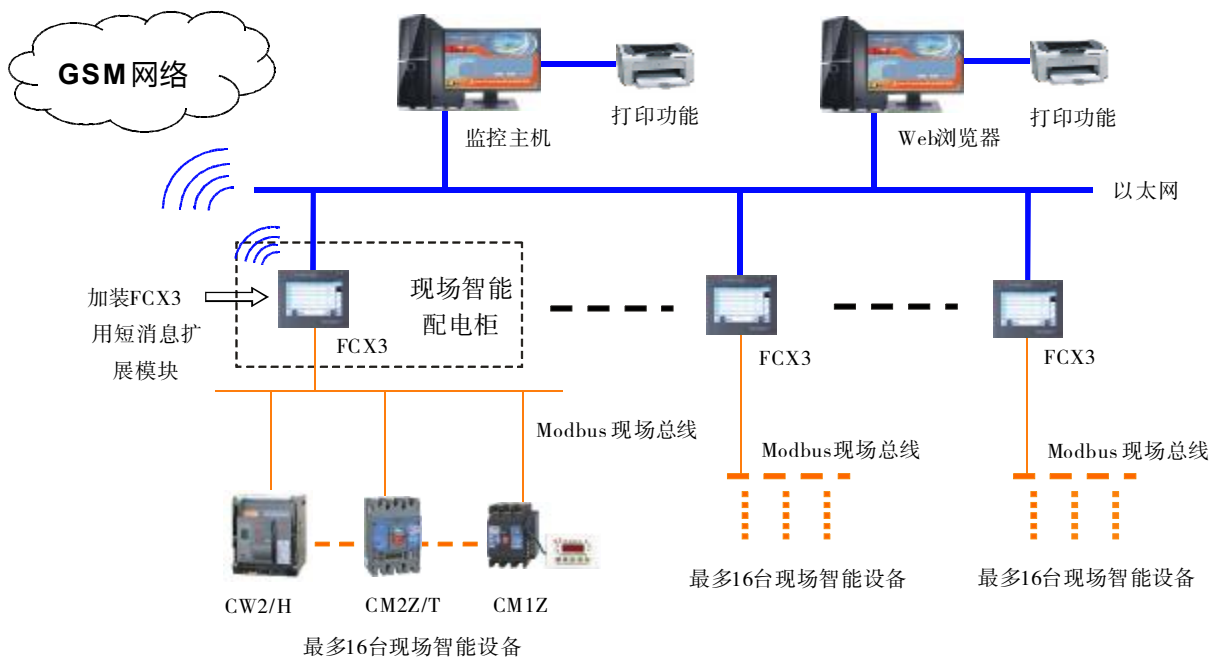 GSM网络
打印功能
监控主机
打印功能
Web浏览器
以太网
加装FCX3
用短消息扩
展模块
现场智能
配电柜
FCX3
FCX3
FCX3
Modbus 现场总线
Modbus现场总线
Modbus 现场总线
CW2/H
CM2Z/T
CM1Z
最多16台现场智能设备
最多16台现场智能设备
最多16台现场智能设备